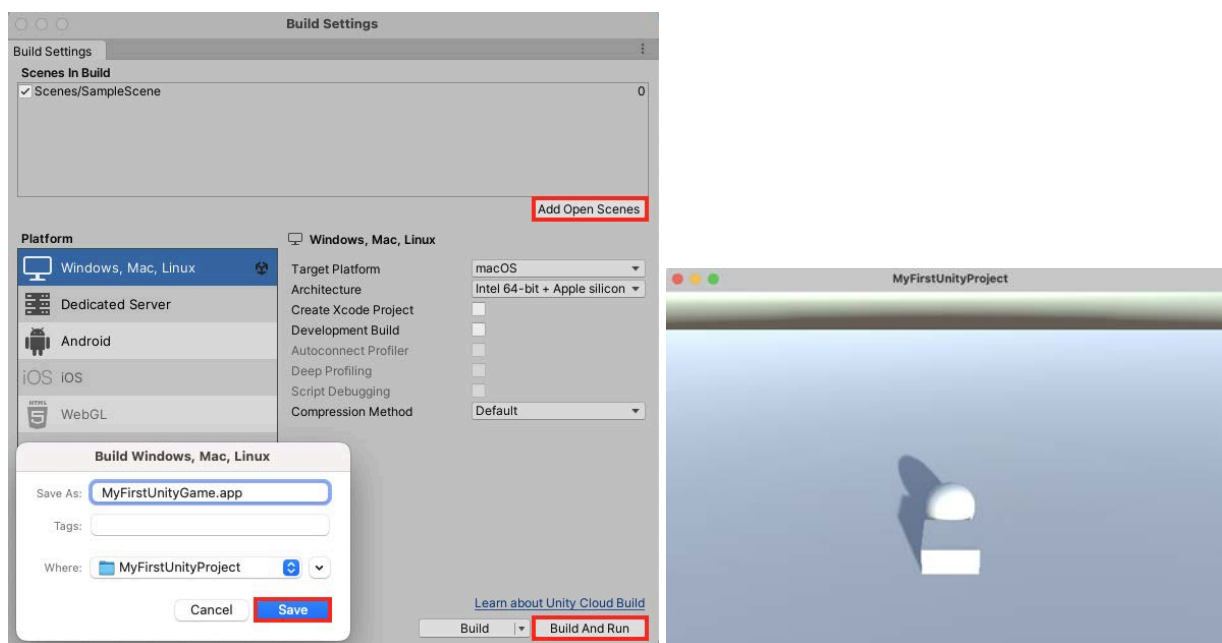 Build Settings
Build Settings
Scenes In Build
Scenes/SampleScene 0
Add Open Scenes
Platform
Windows, Mac, Linux
Dedicated Server
Android
iOS iOS
HTML
5 WebGL
Windows, Mac, Linux
Target Platform macOS
Architecture Intel 64-bit + Apple silicon
Create Xcode Project
Development Build
Autoconnect Profiler
Deep Profiling
Script Debugging
Compression Method Default
Build Windows, Mac, Linux
Save As: MyFirstUnityGame.app
Tags:
Where: MyFirstUnityProject
Cancel Save
Learn about Unity Cloud Build
Build Build And Run
MyFirstUnityProject